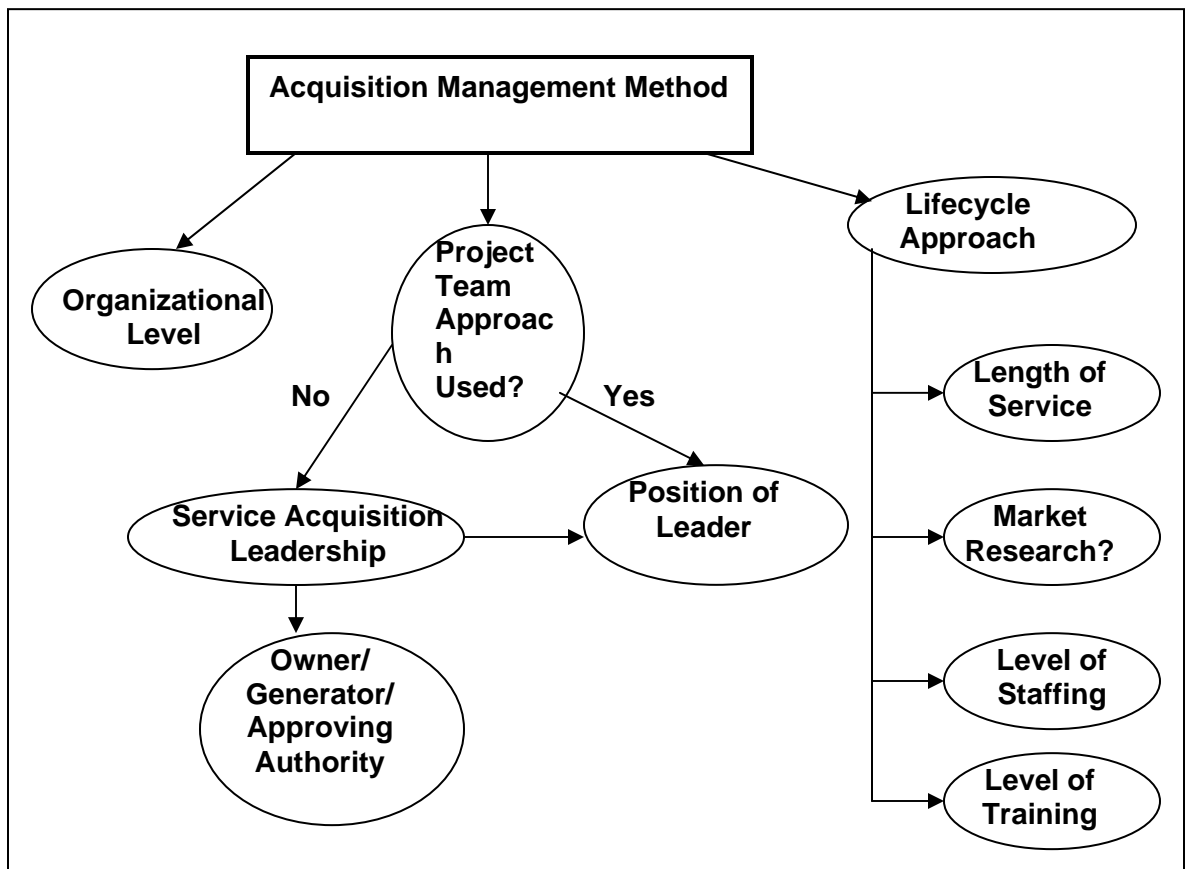 Acquisition Management Method
Organizational
Level
Project
Team
Approac
h
Used?
Lifecycle
Approach
No
Yes
Service Acquisition
Leadership
Position of
Leader
Owner/
Generator/
Approving
Authority
Length of
Service
Market
Research?
Level of
Staffing
Level of
Training